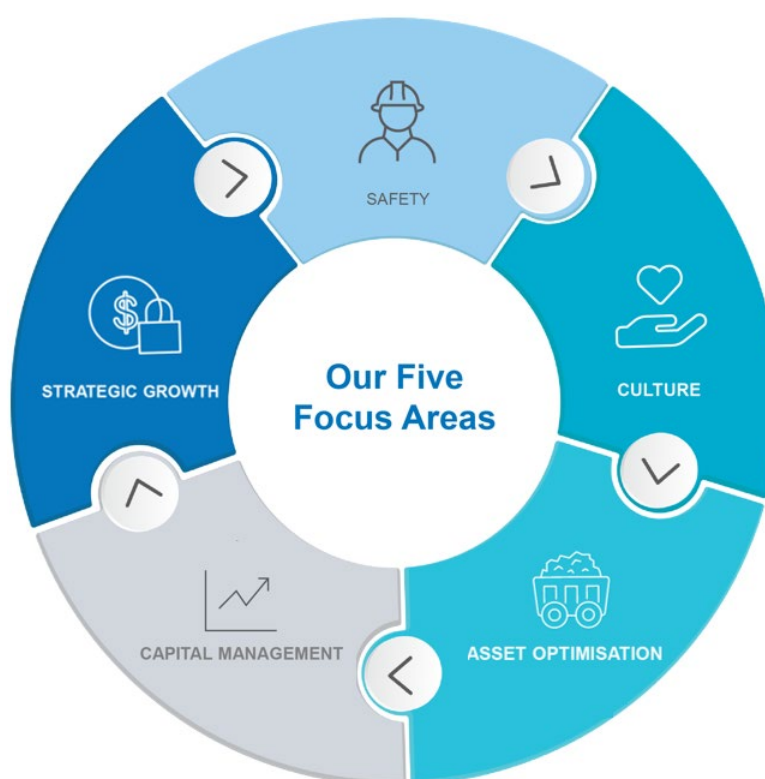 SAFETY
CULTURE
ASSET OPTIMISATION
CAPITAL MANAGEMENT
STRATEGIC GROWTH
Our Five
Focus Areas
$